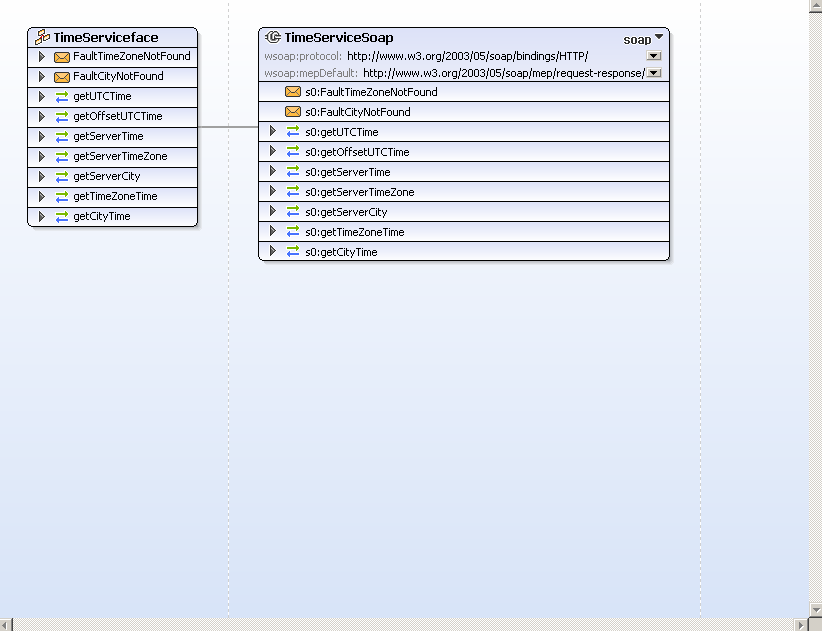 TimeServiceface
FaultTimeZoneNotFound
FaultCityNotFound
getUTCTime
getOffsetUTCTime
getServerTime
getServerTimeZone
getServerCity
getTimeZoneTime
getCityTime
TimeServiceSoap soap
wsoap:protocol: http://www.w3.org/2003/05/soap/bindings/HTTP/
wsoap:mepDefault: http://www.w3.org/2003/05/soap/mep/request-response/
s0:FaultTimeZoneNotFound
s0:FaultCityNotFound
s0:getUTCTime
s0:getOffsetUTCTime
s0:getServerTime
s0:getServerTimeZone
s0:getServerCity
s0:getTimeZoneTime
s0:getCityTime